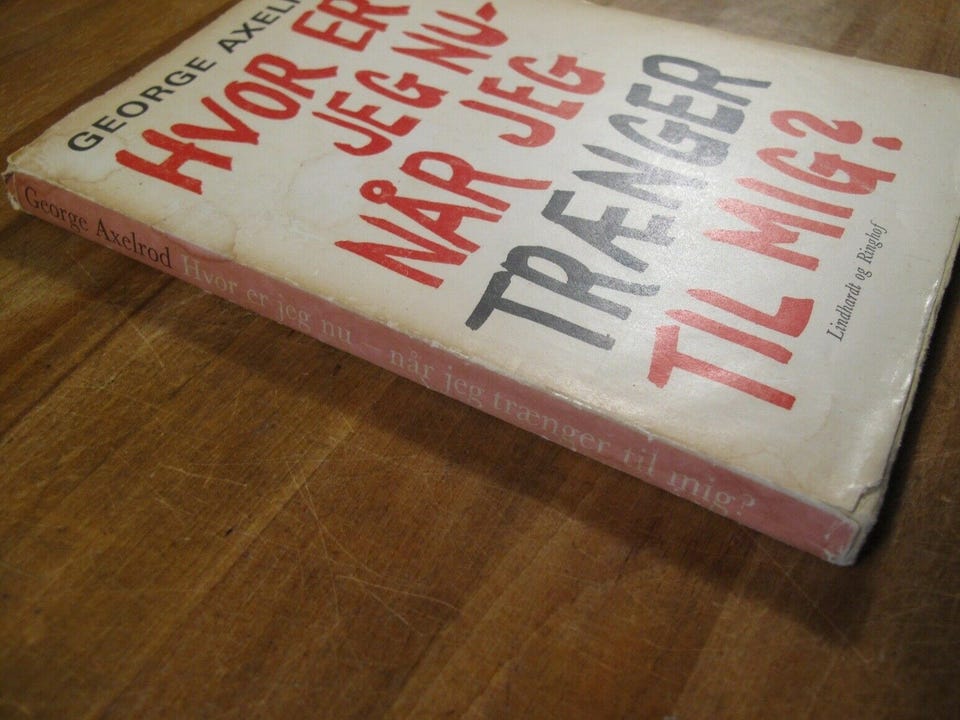 GEORGE AXELR
HVOR ER
JEG NU-
NÅR JEG
TRÆNGER
TIL MIG?
Lindhardt og Ringhof
George Axelrod Hvor er jeg nu – når jeg trænger til mig?